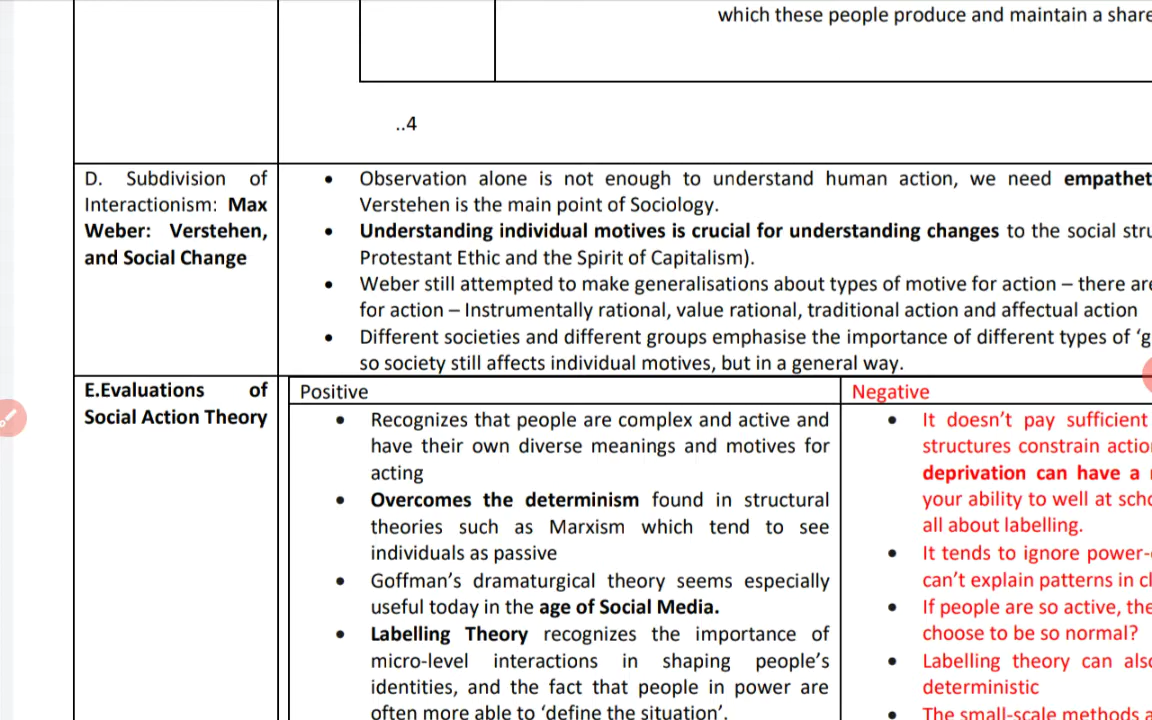 which these people produce and maintain a share
..4
D. Subdivision of
Interactionism: Max
Weber: Verstehen,
and Social Change
• Observation alone is not enough to understand human action, we need empathet
Verstehen is the main point of Sociology.
• Understanding individual motives is crucial for understanding changes to the social stru
Protestant Ethic and the Spirit of Capitalism).
• Weber still attempted to make generalisations about types of motive for action – there are
for action – Instrumentally rational, value rational, traditional action and affectual action
• Different societies and different groups emphasise the importance of different types of ‘g
so society still affects individual motives, but in a general way.
E.Evaluations of
Social Action Theory
Positive
• Recognizes that people are complex and active and
have their own diverse meanings and motives for
acting
• Overcomes the determinism found in structural
theories such as Marxism which tend to see
individuals as passive
• Goffman’s dramaturgical theory seems especially
useful today in the age of Social Media.
• Labelling Theory recognizes the importance of
micro-level interactions in shaping people’s
identities, and the fact that people in power are
often more able to ‘define the situation’.
Negative
• It doesn’t pay sufficient
structures constrain actio
deprivation can have a
your ability to well at scho
all about labelling.
• It tends to ignore power-
can’t explain patterns in cl
• If people are so active, the
choose to be so normal?
• Labelling theory can also
deterministic
• The small-scale methods a